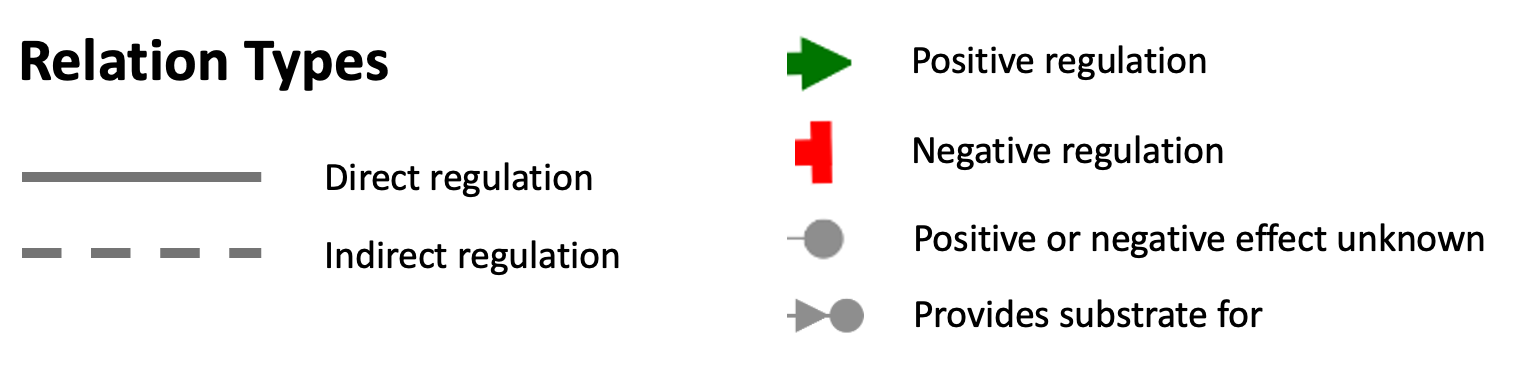 Relation Types
Direct regulation
Indirect regulation
Positive regulation
Negative regulation
Positive or negative effect unknown
Provides substrate for